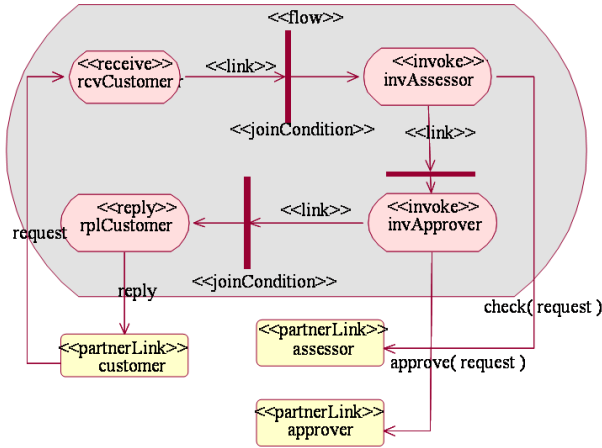 <<flow>>
<<receive>>
rcvCustomer
<<link>>
<<invoke>>
invAssessor
<<joinCondition>>
<<link>>
<<reply>>
rplCustomer
<<link>>
<<invoke>>
invApprover
request
<<joinCondition>>
reply
check( request )
<<partnerLink>>
customer
<<partnerLink>>
assessor
approve( request )
<<partnerLink>>
approver